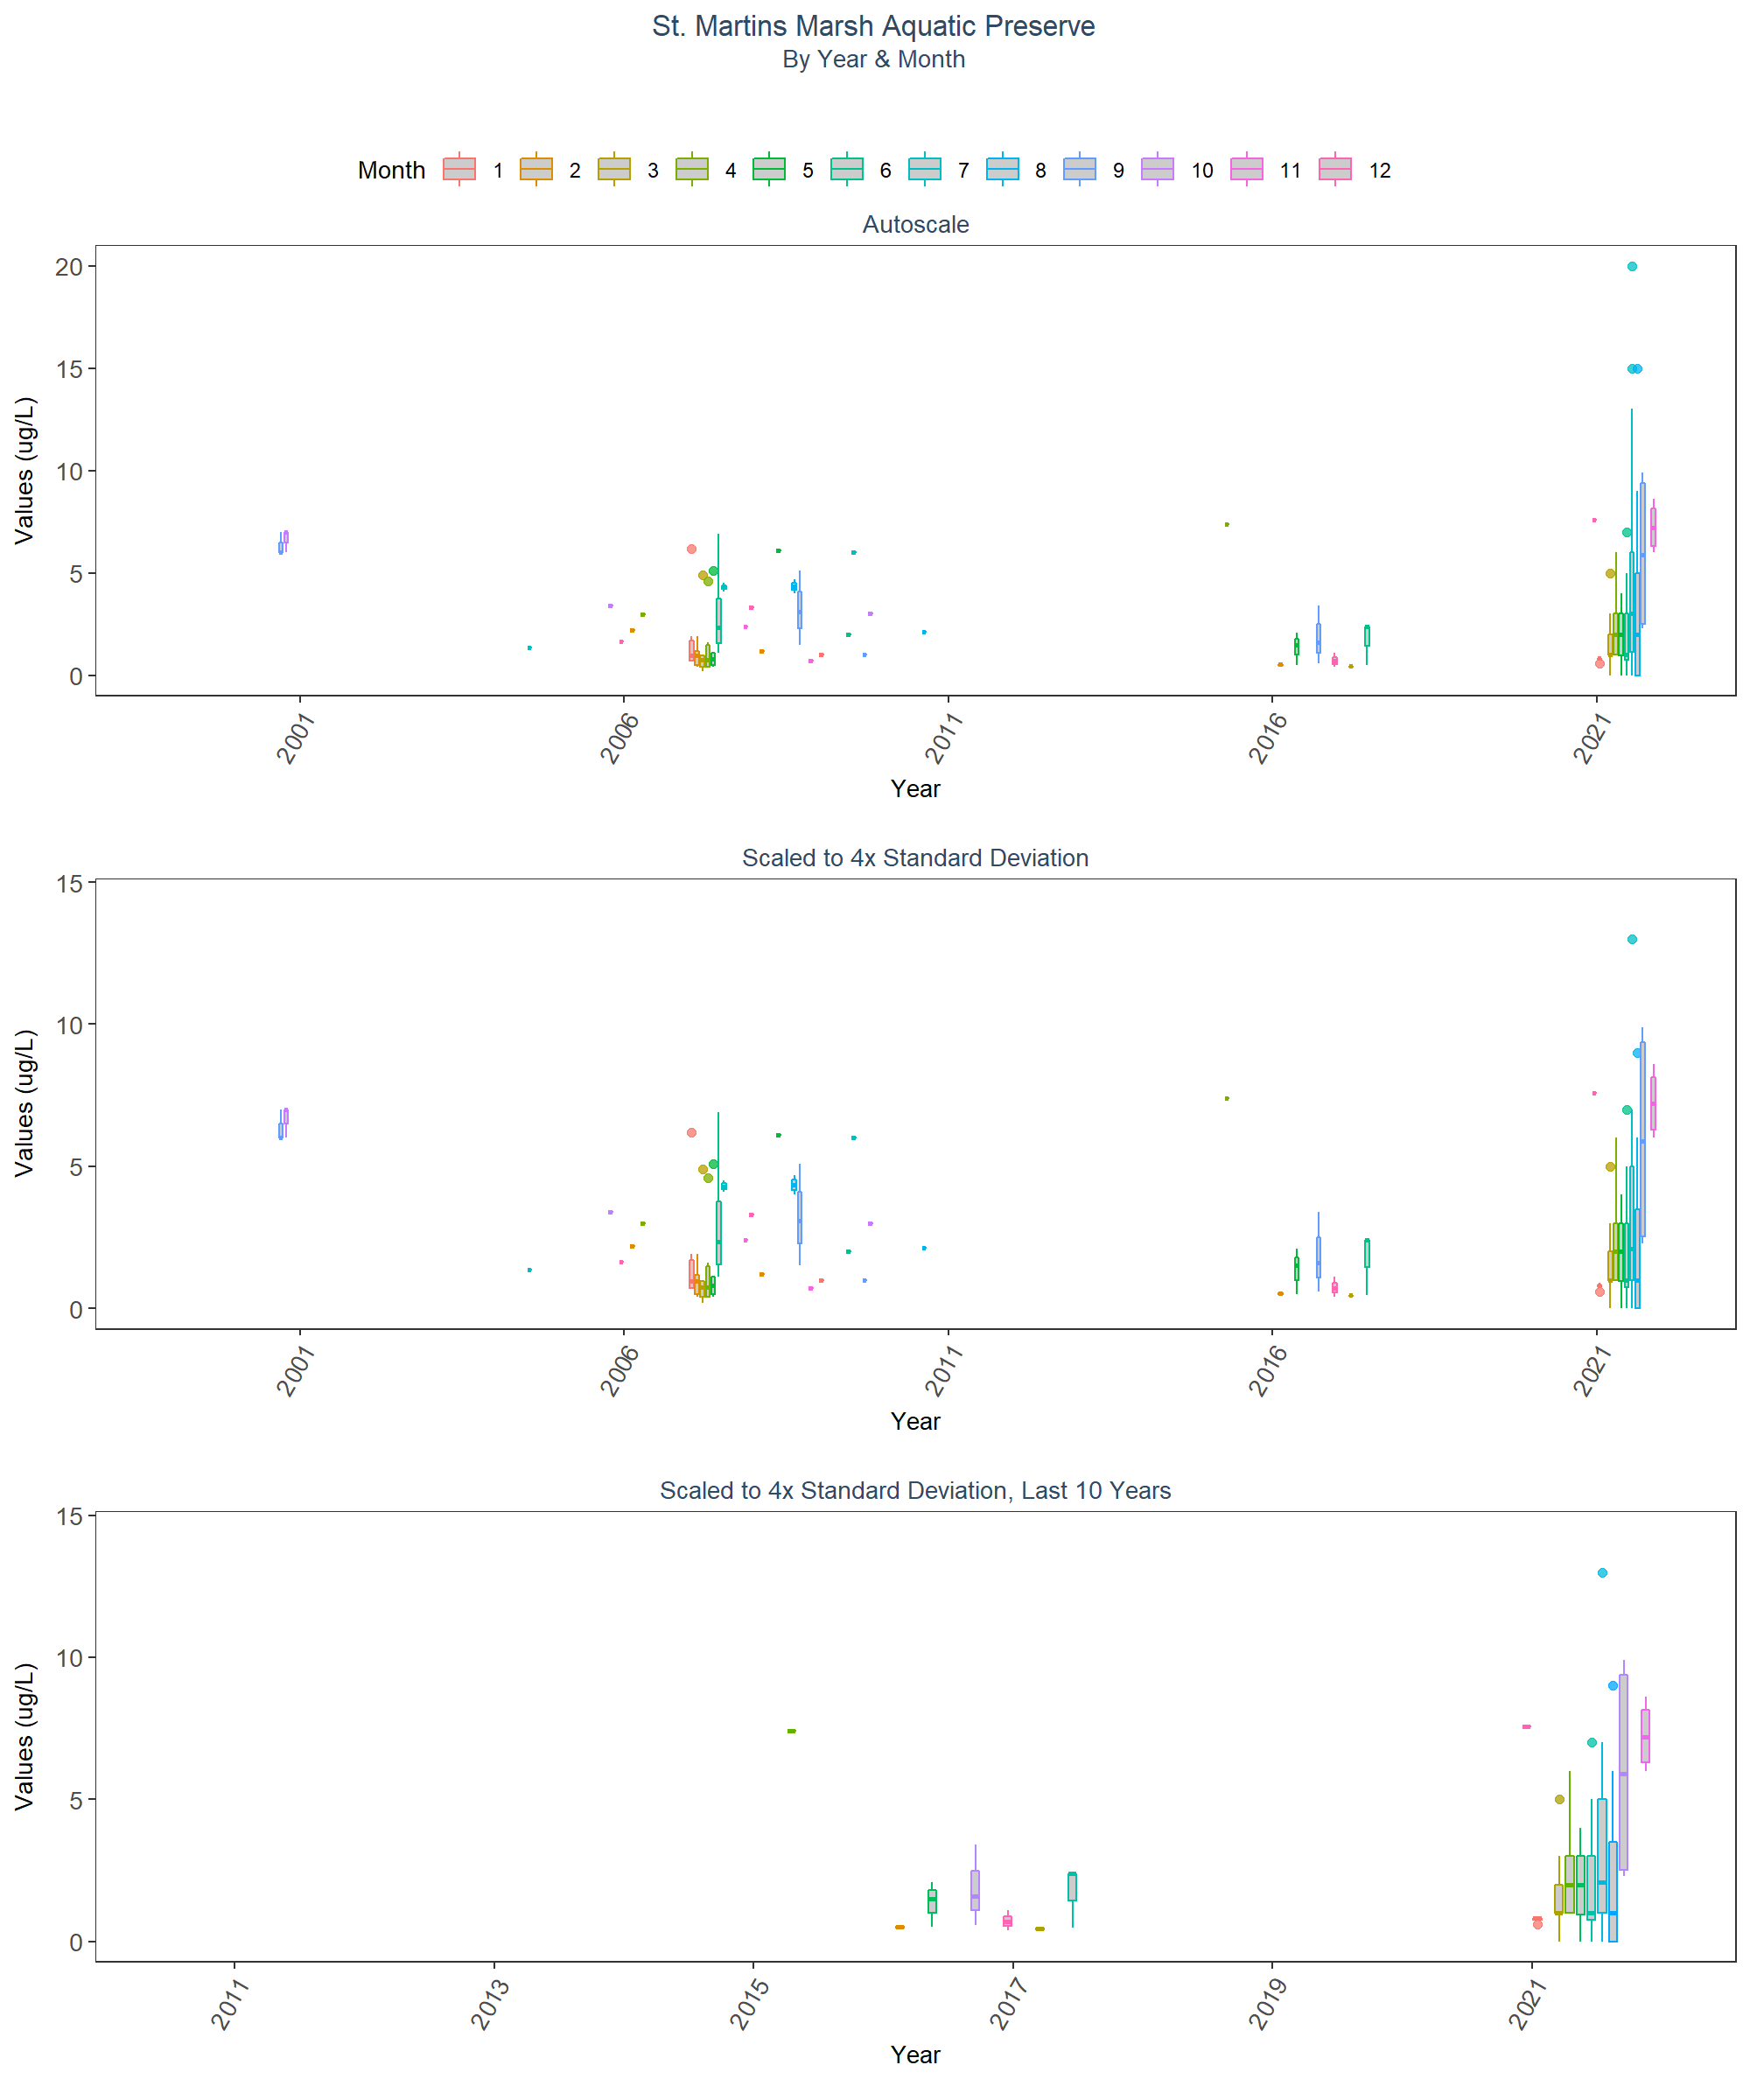 St. Martins Marsh Aquatic Preserve
By Year & Month
Month 1 2 3 4 5 6 7 8 9 10 11 12
Autoscale
Values (ug/L)
20
15
10
5
0
2001 2006 2011 2016 2021
Year
Scaled to 4x Standard Deviation
Values (ug/L)
15
10
5
0
2001 2006 2011 2016 2021
Year
Scaled to 4x Standard Deviation, Last 10 Years
Values (ug/L)
15
10
5
0
2011 2013 2015 2017 2019 2021
Year